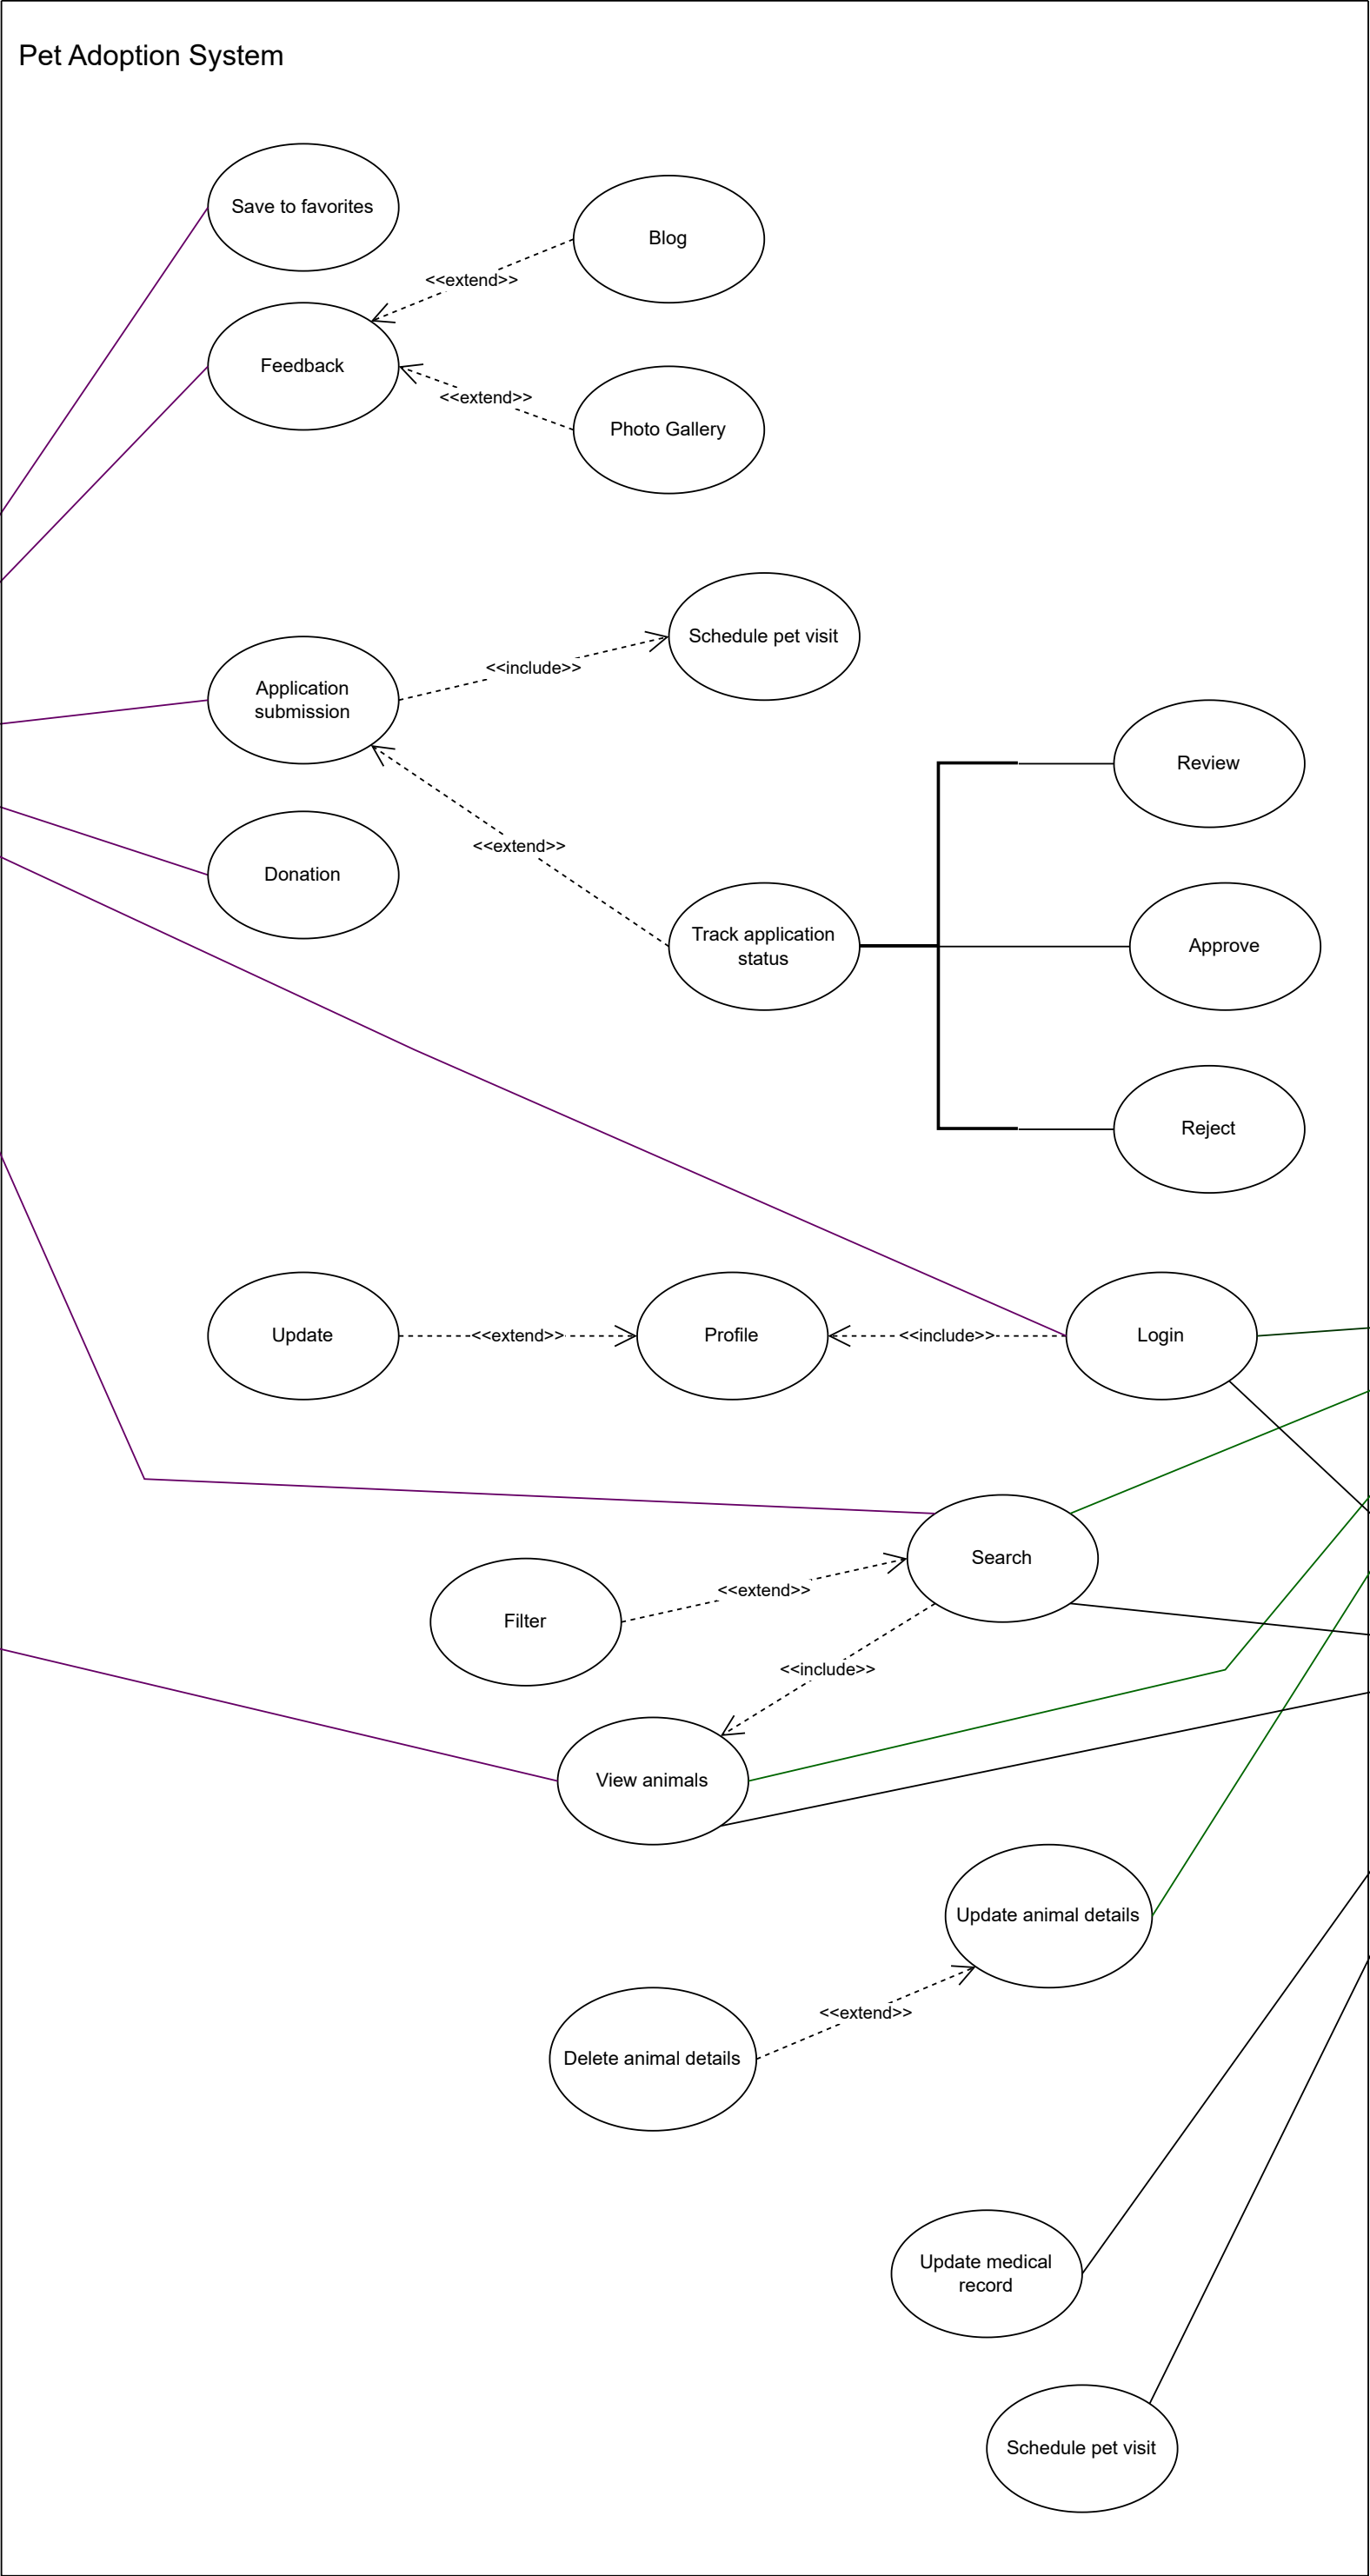 Pet Adoption System
Save to favorites
Blog
<<extend>>
Feedback
<<extend>>
Photo Gallery
Schedule pet visit
<<include>>
Application
submission
Review
<<extend>>
Donation
Track application
status
Approve
Reject
Update
<<extend>>
Profile
<<include>>
Login
Search
<<extend>>
Filter
<<include>>
View animals
Update animal details
<<extend>>
Delete animal details
Update medical
record
Schedule pet visit